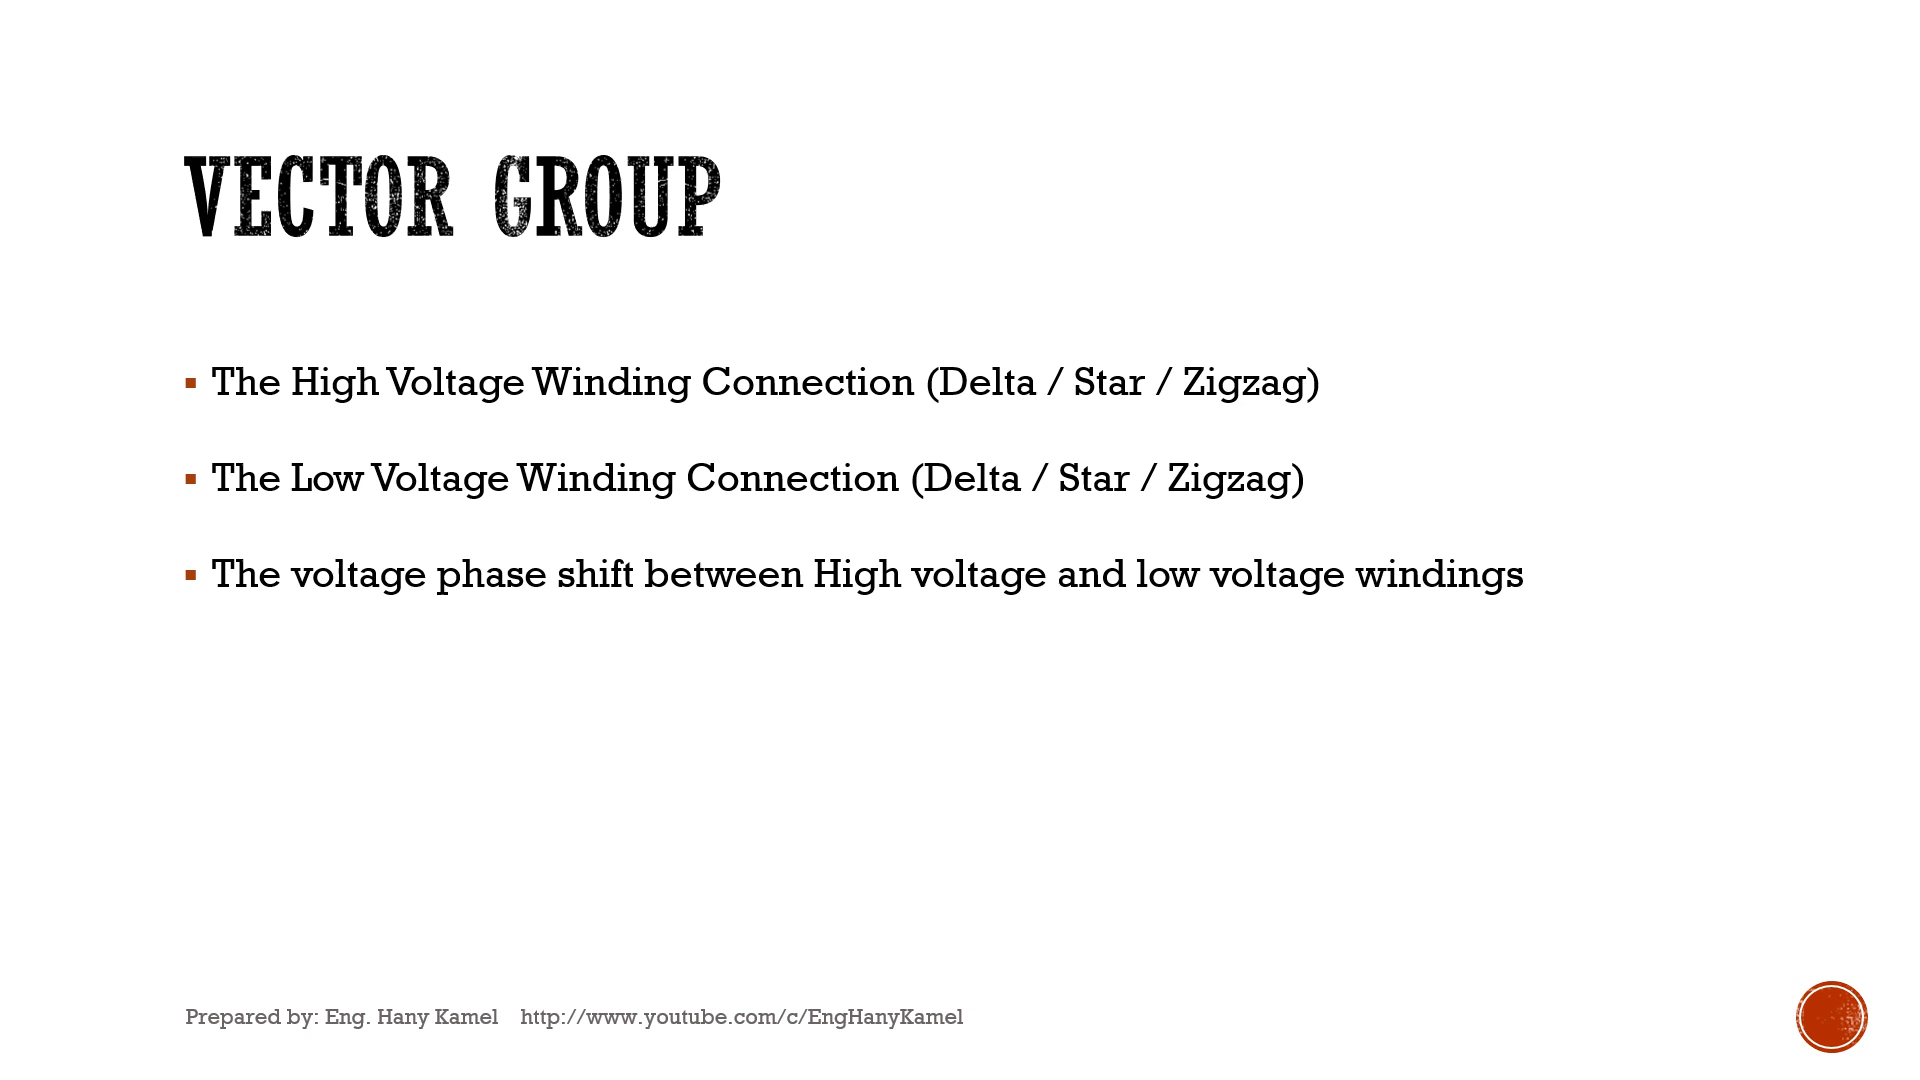 VECTOR GROUP
▪ The High Voltage Winding Connection (Delta / Star / Zigzag)
▪ The Low Voltage Winding Connection (Delta / Star / Zigzag)
▪ The voltage phase shift between High voltage and low voltage windings
Prepared by: Eng. Hany Kamel http://www.youtube.com/c/EngHanyKamel